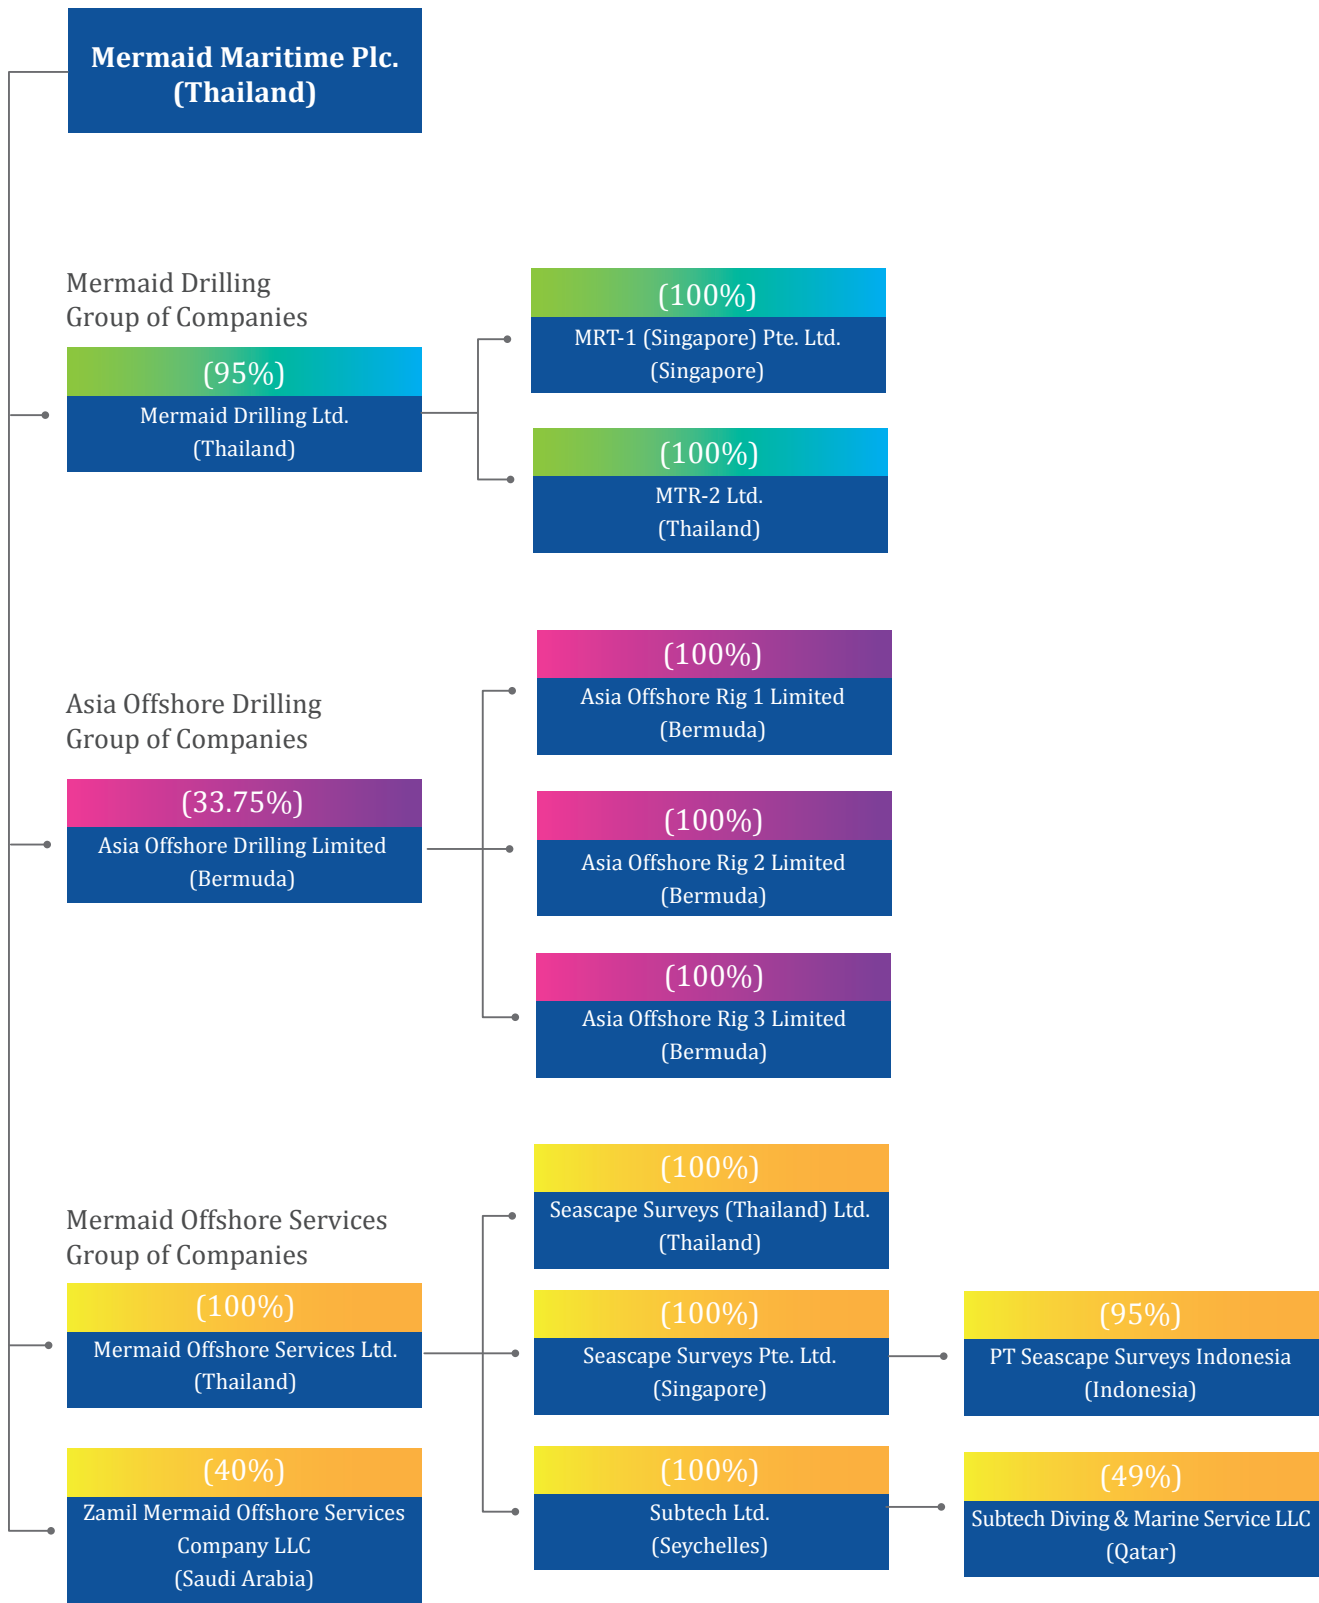 Mermaid Maritime Plc.
(Thailand)
Mermaid Drilling
Group of Companies
(95%)
Mermaid Drilling Ltd.
(Thailand)
(100%)
MRT-1 (Singapore) Pte. Ltd.
(Singapore)
(100%)
MTR-2 Ltd.
(Thailand)
Asia Offshore Drilling
Group of Companies
(33.75%)
Asia Offshore Drilling Limited
(Bermuda)
(100%)
Asia Offshore Rig 1 Limited
(Bermuda)
(100%)
Asia Offshore Rig 2 Limited
(Bermuda)
(100%)
Asia Offshore Rig 3 Limited
(Bermuda)
Mermaid Offshore Services
Group of Companies
(100%)
Mermaid Offshore Services Ltd.
(Thailand)
(100%)
Seascape Surveys (Thailand) Ltd.
(Thailand)
(100%)
Seascape Surveys Pte. Ltd.
(Singapore)
(95%)
PT Seascape Surveys Indonesia
(Indonesia)
(100%)
Subtech Ltd.
(Seychelles)
(49%)
Subtech Diving & Marine Service LLC
(Qatar)
(40%)
Zamil Mermaid Offshore Services
Company LLC
(Saudi Arabia)